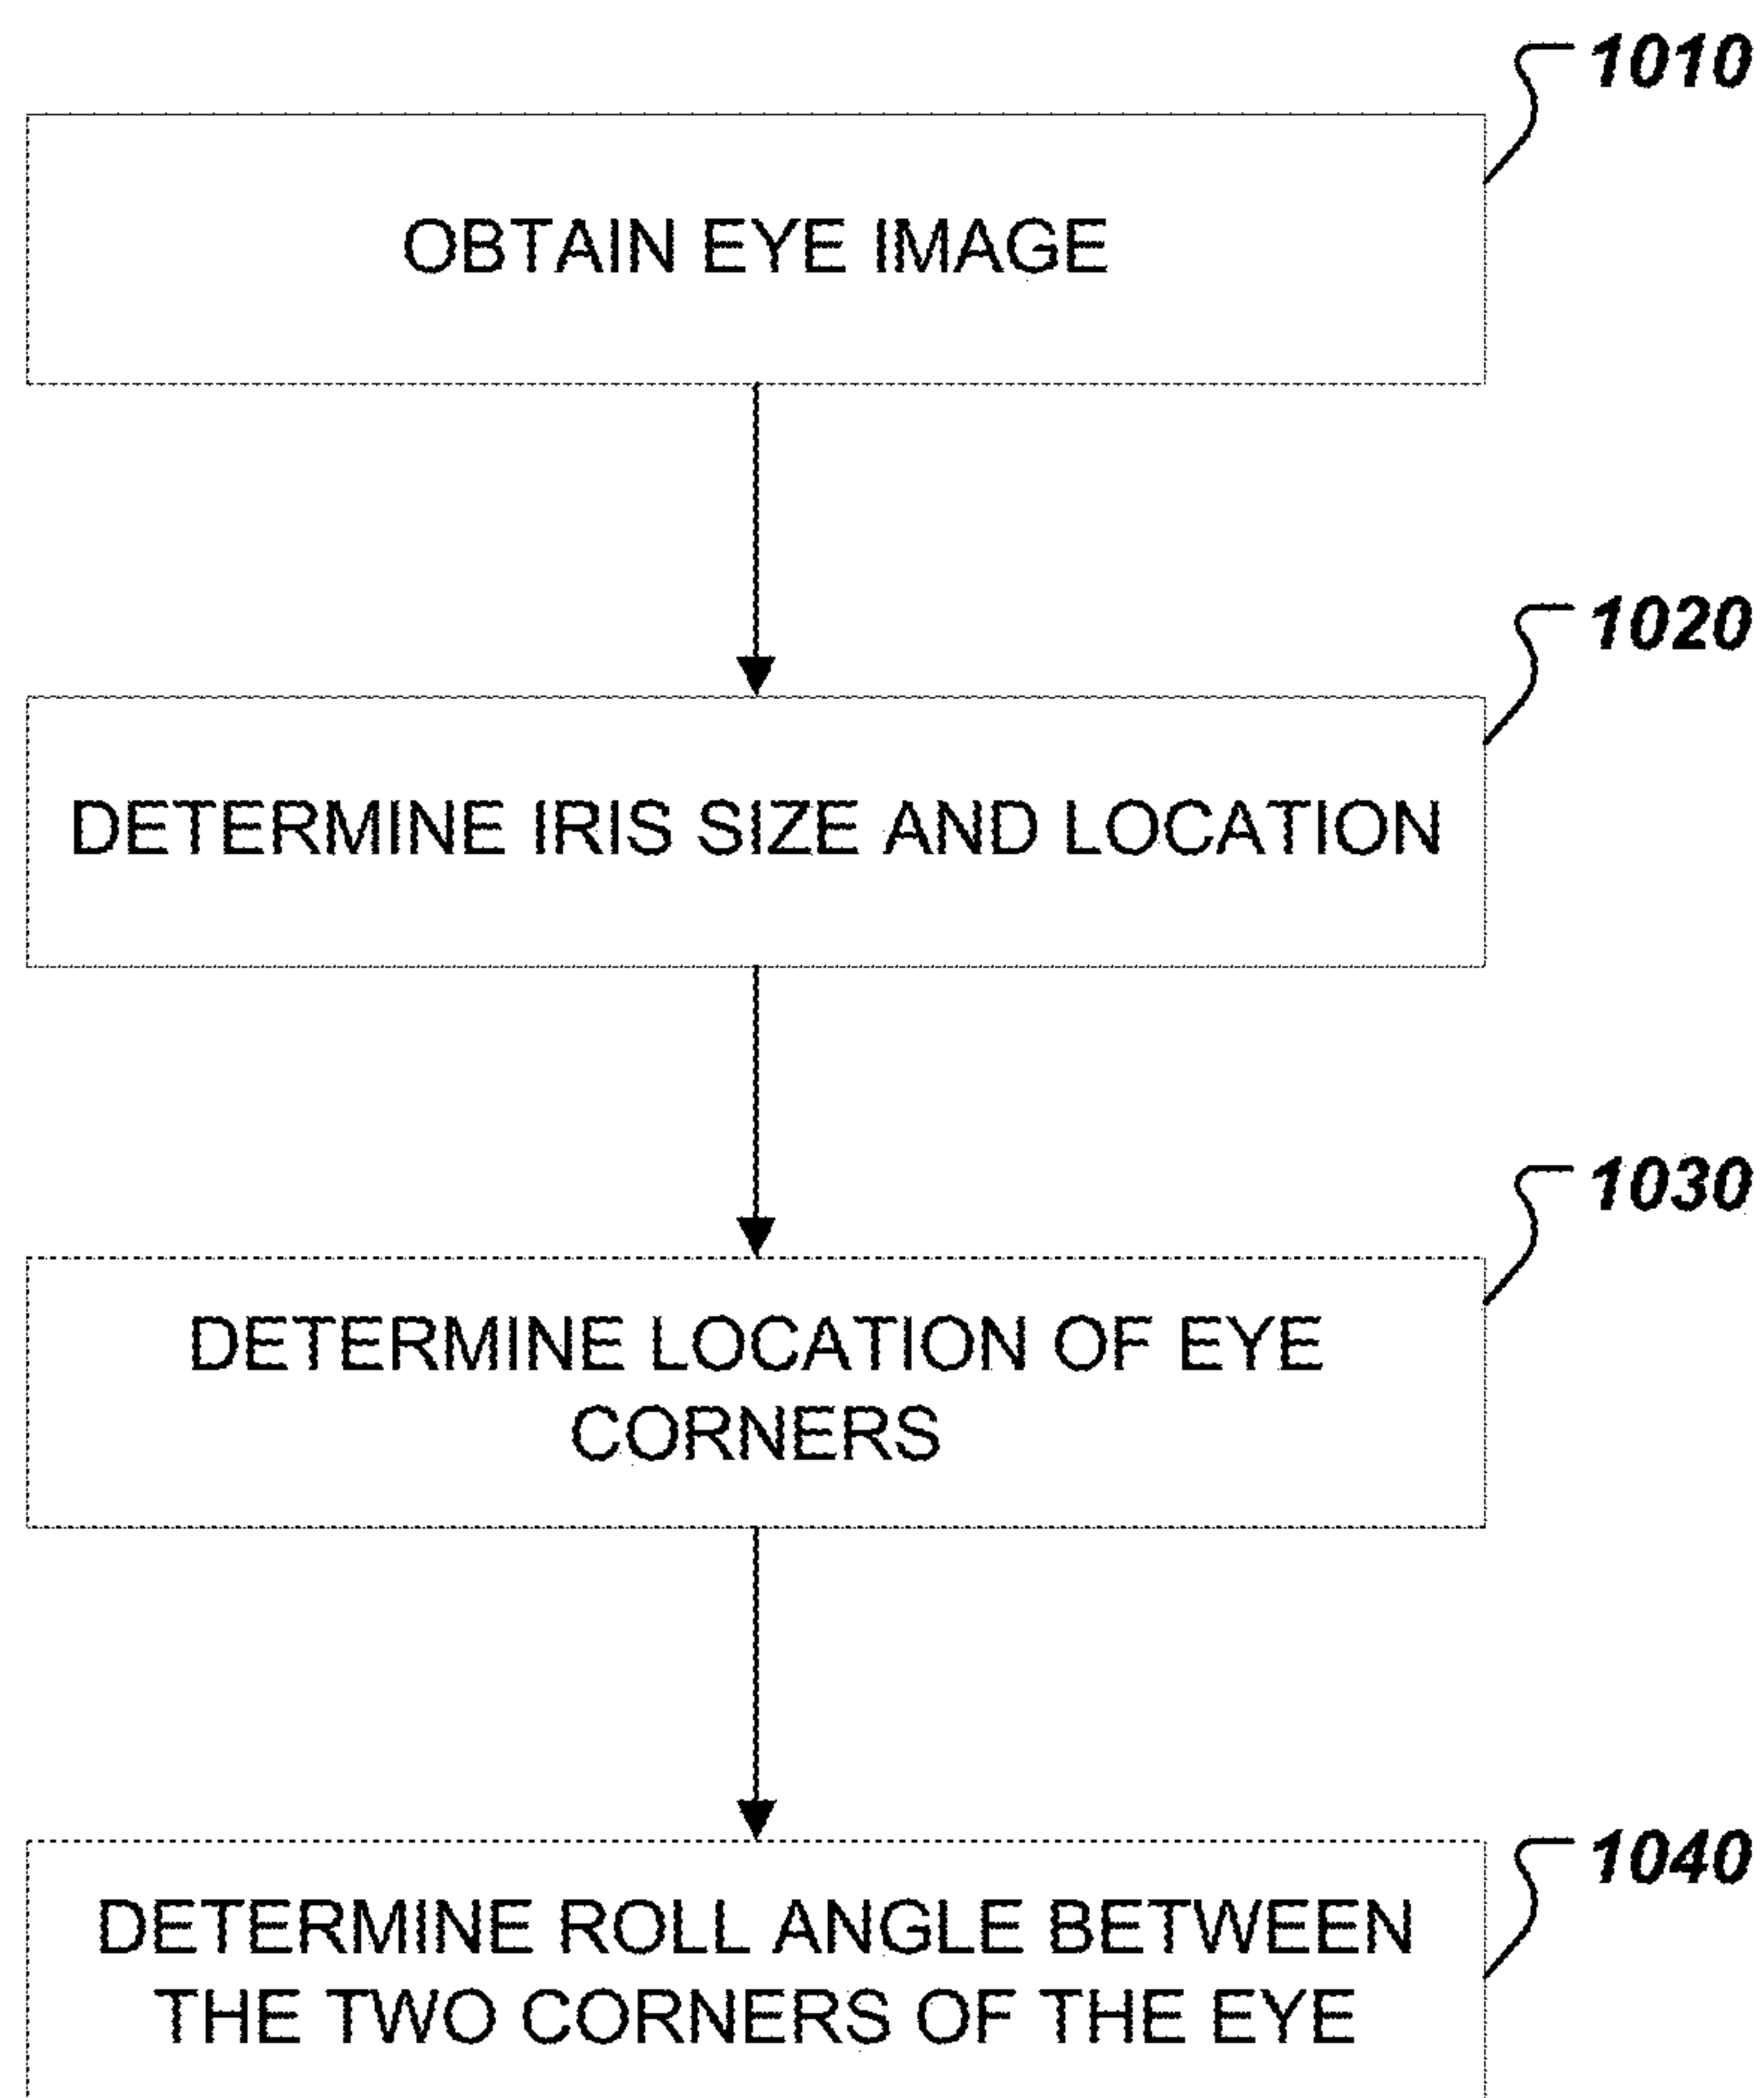 1010
OBTAIN EYE IMAGE
1020
DETERMINE IRIS SIZE AND LOCATION
1030
DETERMINE LOCATION OF EYE
CORNERS
1040
DETERMINE ROLL ANGLE BETWEEN
THE TWO CORNERS OF THE EYE